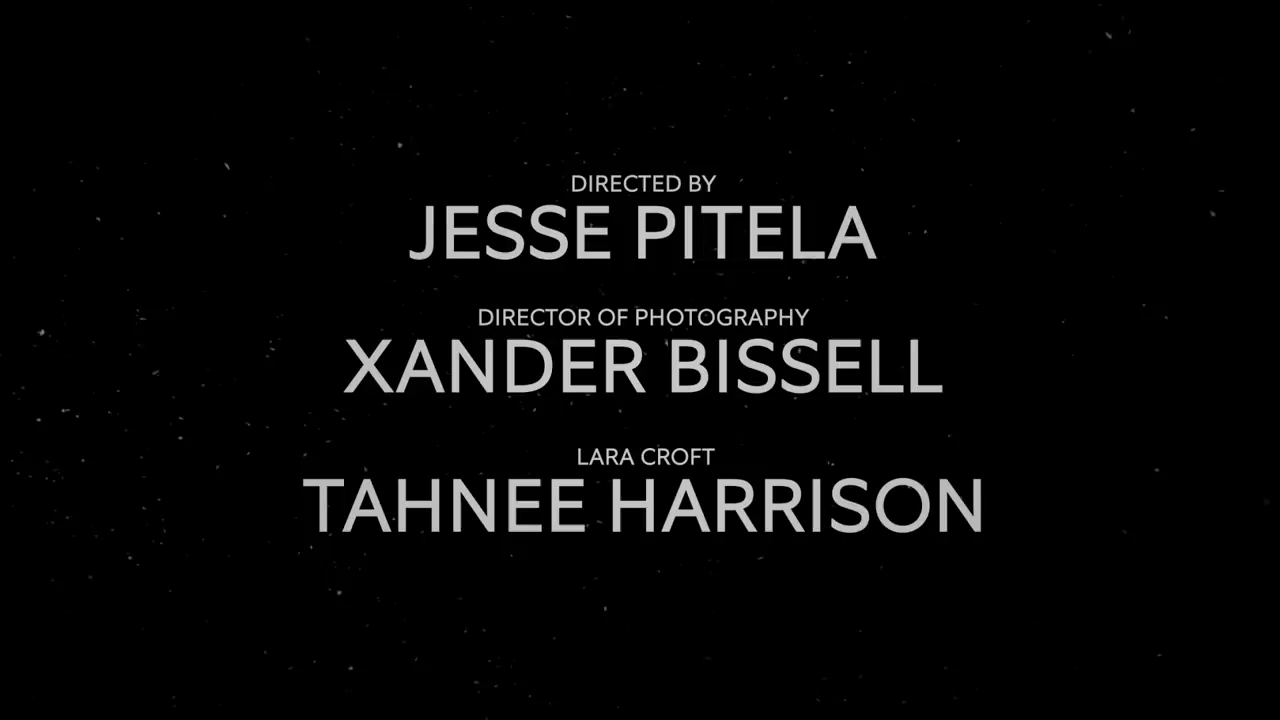 DIRECTED BY
JESSE PITELA
DIRECTOR OF PHOTOGRAPHY
XANDER BISSELL
LARA CROFT
TAHNEE HARRISON